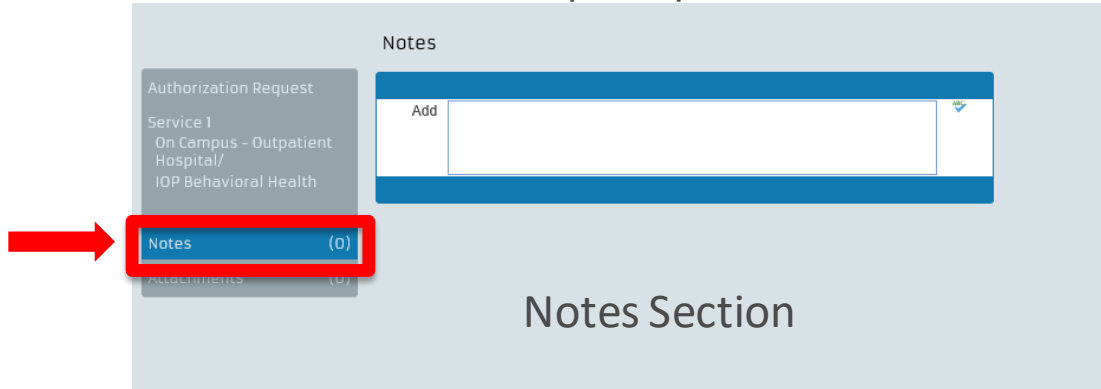 Notes
Authorization Request
Service 1
On Campus - Outpatient
Hospital/
IOP Behavioral Health
Notes (0)
Attachments (0)
Add
ABC
Notes Section